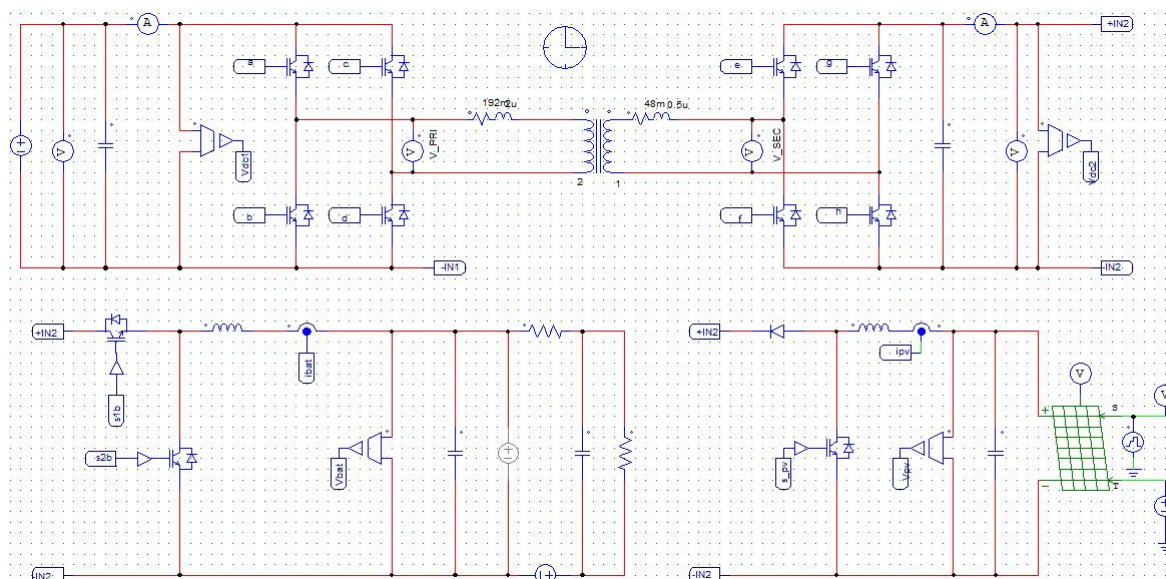 A
A
+IN2
a
c
e
g
192m 2u
48m 0.5u
V
Vdc1
V
V_PRI
V
V_SEC
V
Vdc2
2
1
b
d
f
h
-IN1
-IN2
+IN2
+IN2
ibat
ipv
V
V
s1b
+
S
s2b
Vbat
s_pv
Vpv
-
T
-IN2
-IN2